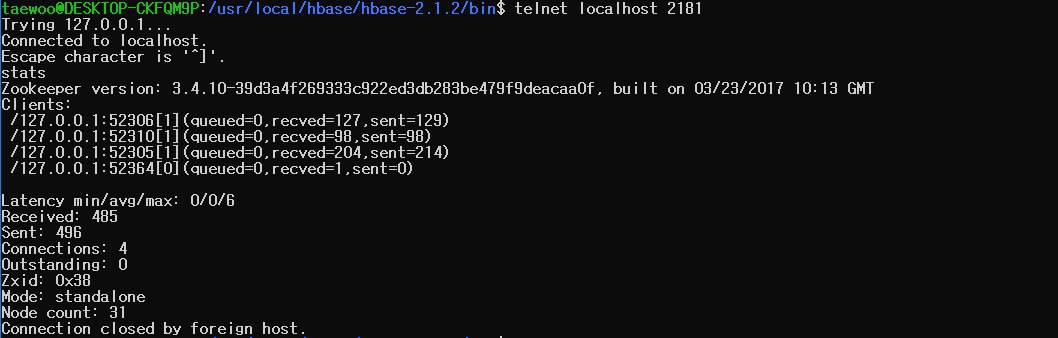 taewoo@DESKTOP-CKFQM9P:/usr/local/hbase/hbase-2.1.2/bin$ telnet localhost 2181
Trying 127.0.0.1...
Connected to localhost.
Escape character is '^]'.
stats
Zookeeper version: 3.4.10-39d3a4f269333c922ed3db283be479f9deacaa0f, built on 03/23/2017 10:13 GMT
Clients:
 /127.0.0.1:52306[1](queued=0,recved=127,sent=129)
 /127.0.0.1:52310[1](queued=0,recved=98,sent=98)
 /127.0.0.1:52305[1](queued=0,recved=204,sent=214)
 /127.0.0.1:52364[0](queued=0,recved=1,sent=0)

Latency min/avg/max: 0/0/6
Received: 485
Sent: 496
Connections: 4
Outstanding: 0
Zxid: 0x38
Mode: standalone
Node count: 31
Connection closed by foreign host.